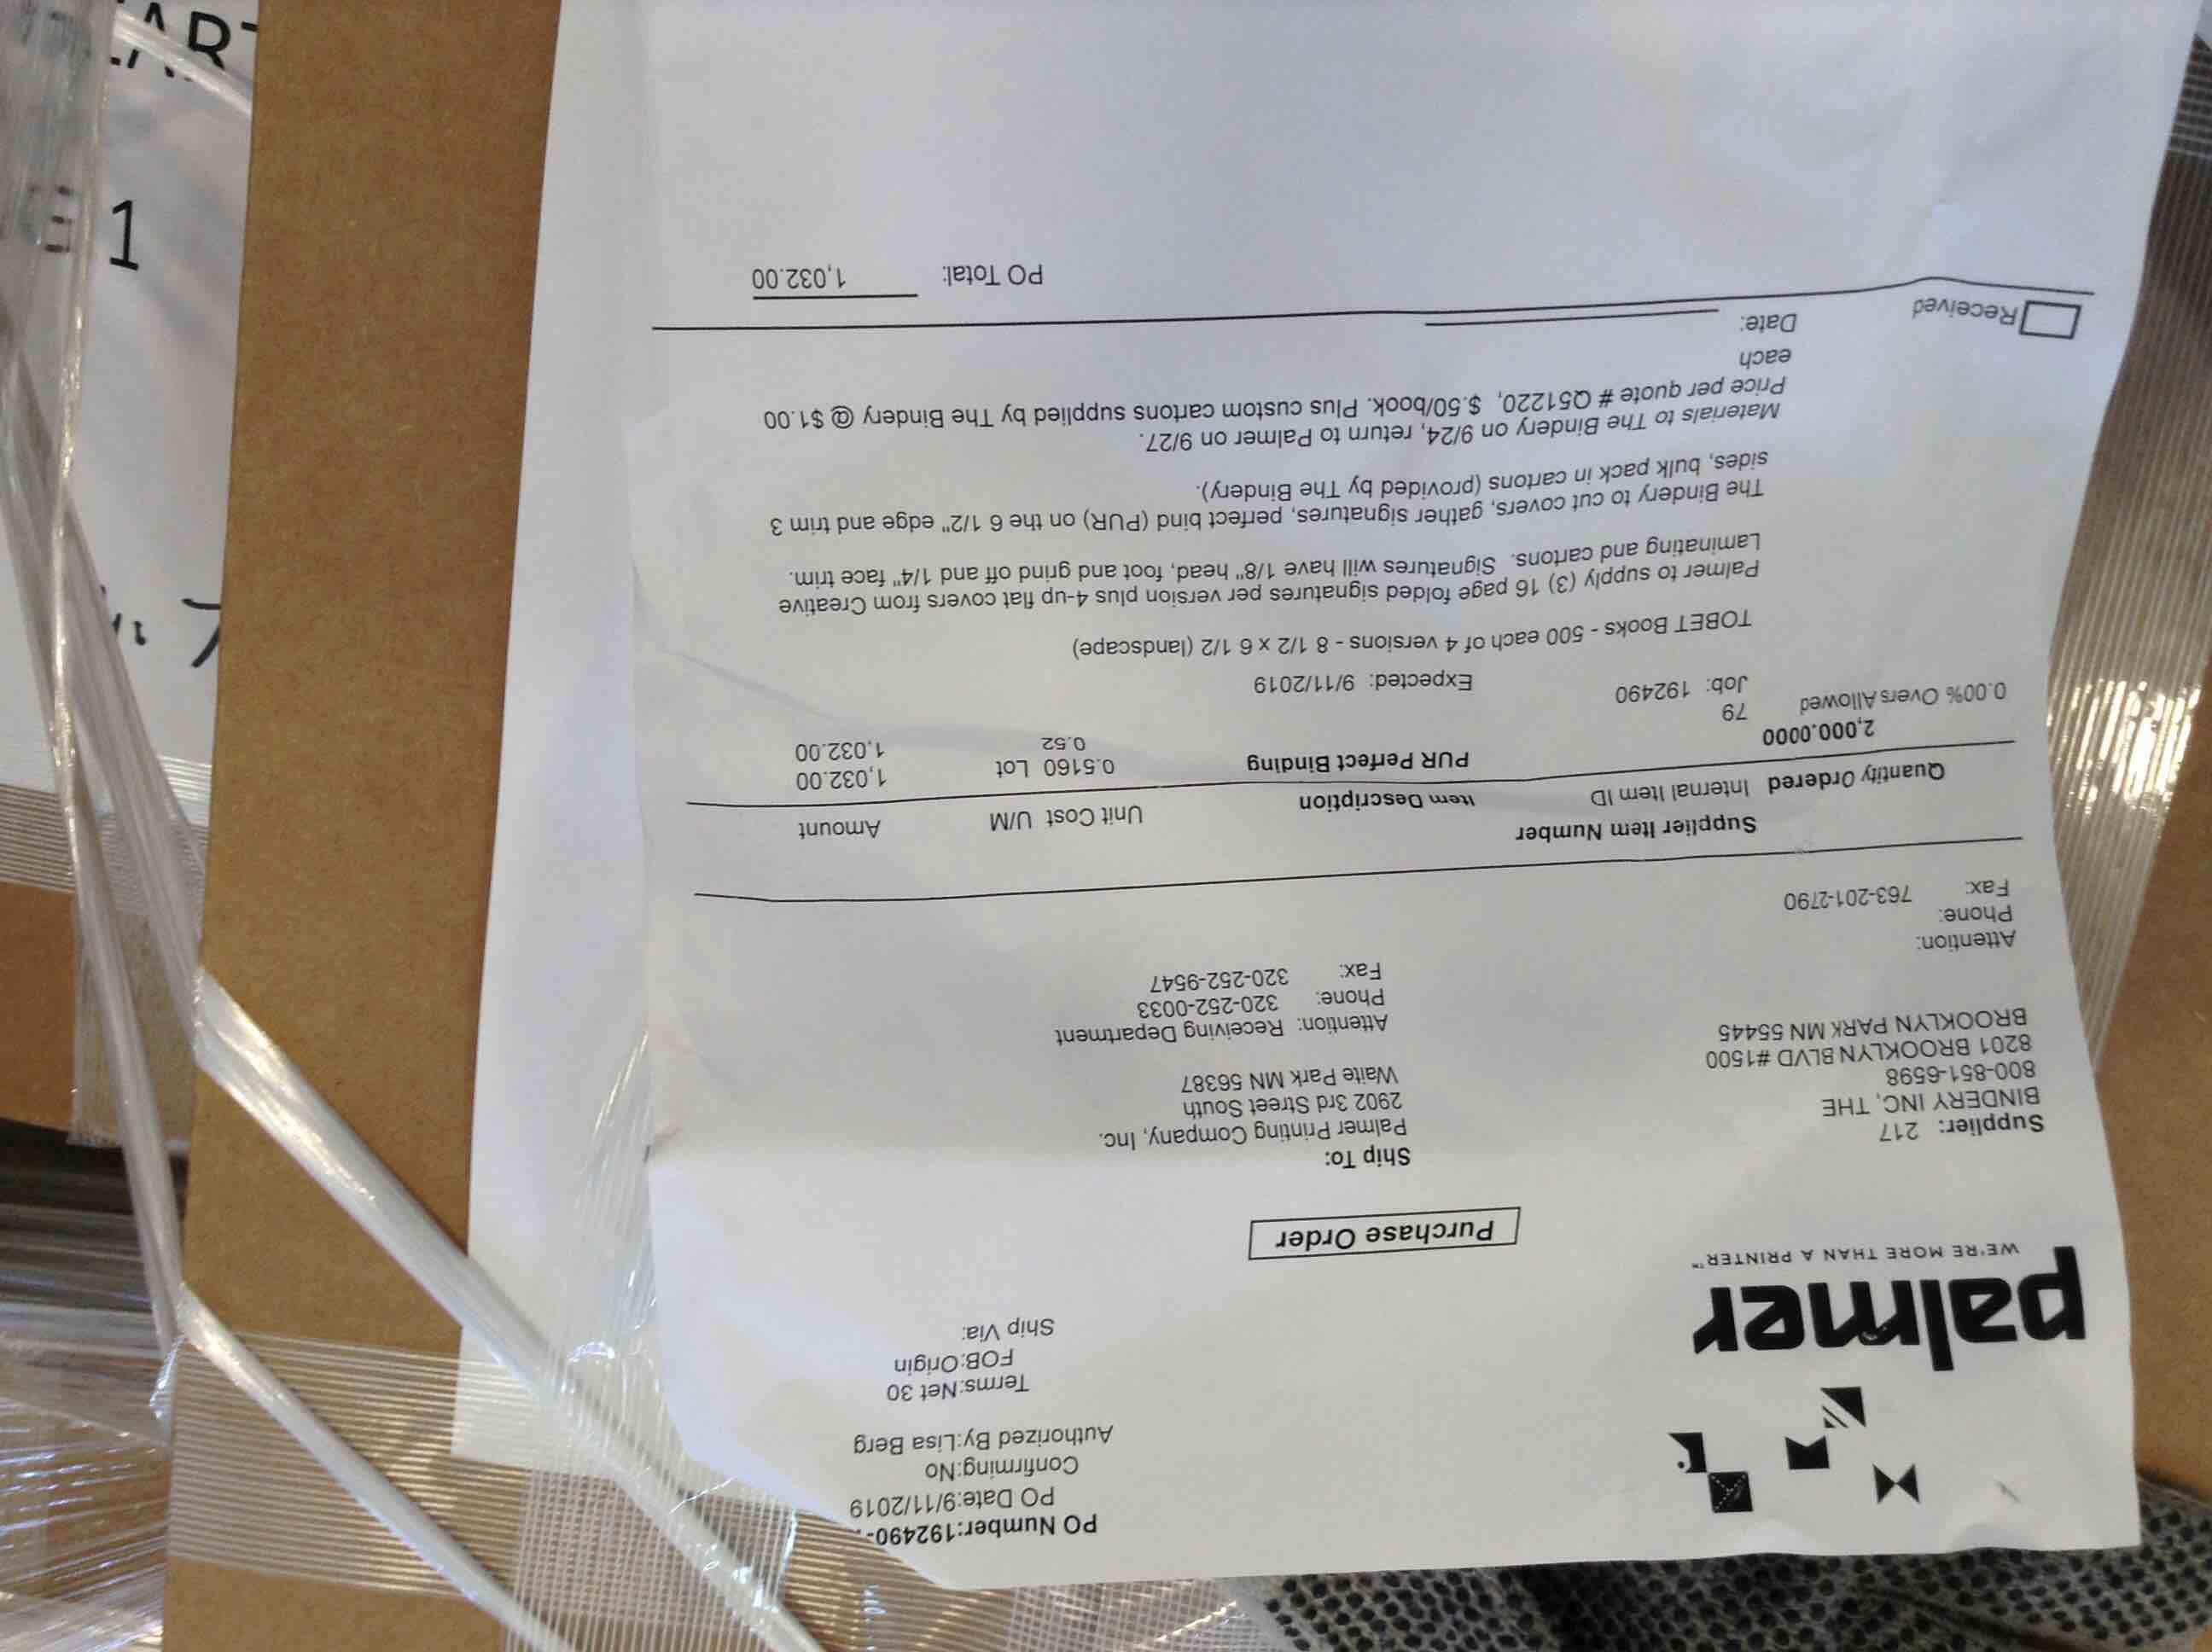 palmer
WE'RE MORE THAN A PRINTER™
PO Number:192490-
PO Date:9/11/2019
Confirming:No
Authorized By:Lisa Berg
Terms:Net 30
FOB:Origin
Ship Via:
Purchase Order
Supplier: 217
BINDERY INC, THE
800-851-6598
8201 BROOKLYN BLVD #1500
BROOKLYN PARK MN 55445
Attention:
Phone:
Fax: 763-201-2790
Ship To:
Palmer Printing Company, Inc.
2902 3rd Street South
Waite Park MN 56387
Attention: Receiving Department
Phone: 320-252-0033
Fax: 320-252-9547
Supplier Item Number
Quantity Ordered Internal Item ID Item Description Unit Cost U/M Amount
2,000.0000 PUR Perfect Binding 0.5160 Lot 1,032.00
79 0.52 1,032.00
0.00% Overs Allowed Job: 192490 Expected: 9/11/2019
TOBET Books - 500 each of 4 versions - 8 1/2 x 6 1/2 (landscape)
Palmer to supply (3) 16 page folded signatures per version plus 4-up flat covers from Creative
Laminating and cartons. Signatures will have 1/8" head, foot and grind off and 1/4" face trim.
The Bindery to cut covers, gather signatures, perfect bind (PUR) on the 6 1/2" edge and trim 3
sides, bulk pack in cartons (provided by The Bindery).
Materials to The Bindery on 9/24, return to Palmer on 9/27.
Price per quote # Q51220, $.50/book. Plus custom cartons supplied by The Bindery @ $1.00
each
Received Date:
PO Total: 1,032.00
1